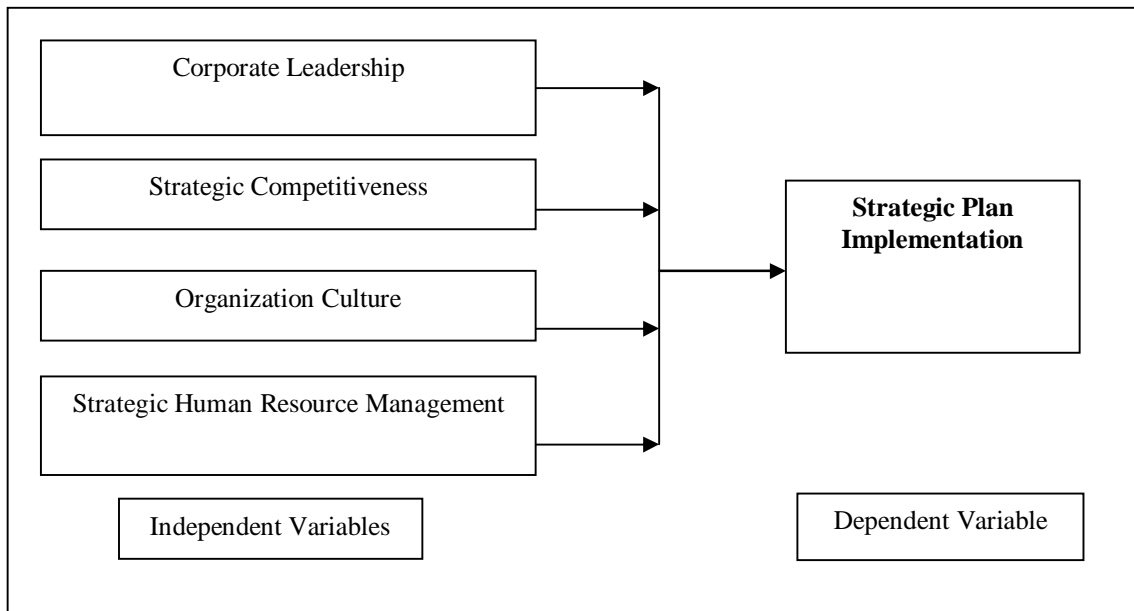 Corporate Leadership
Strategic Competitiveness
Organization Culture
Strategic Human Resource Management
Independent Variables
Strategic Plan
Implementation
Dependent Variable